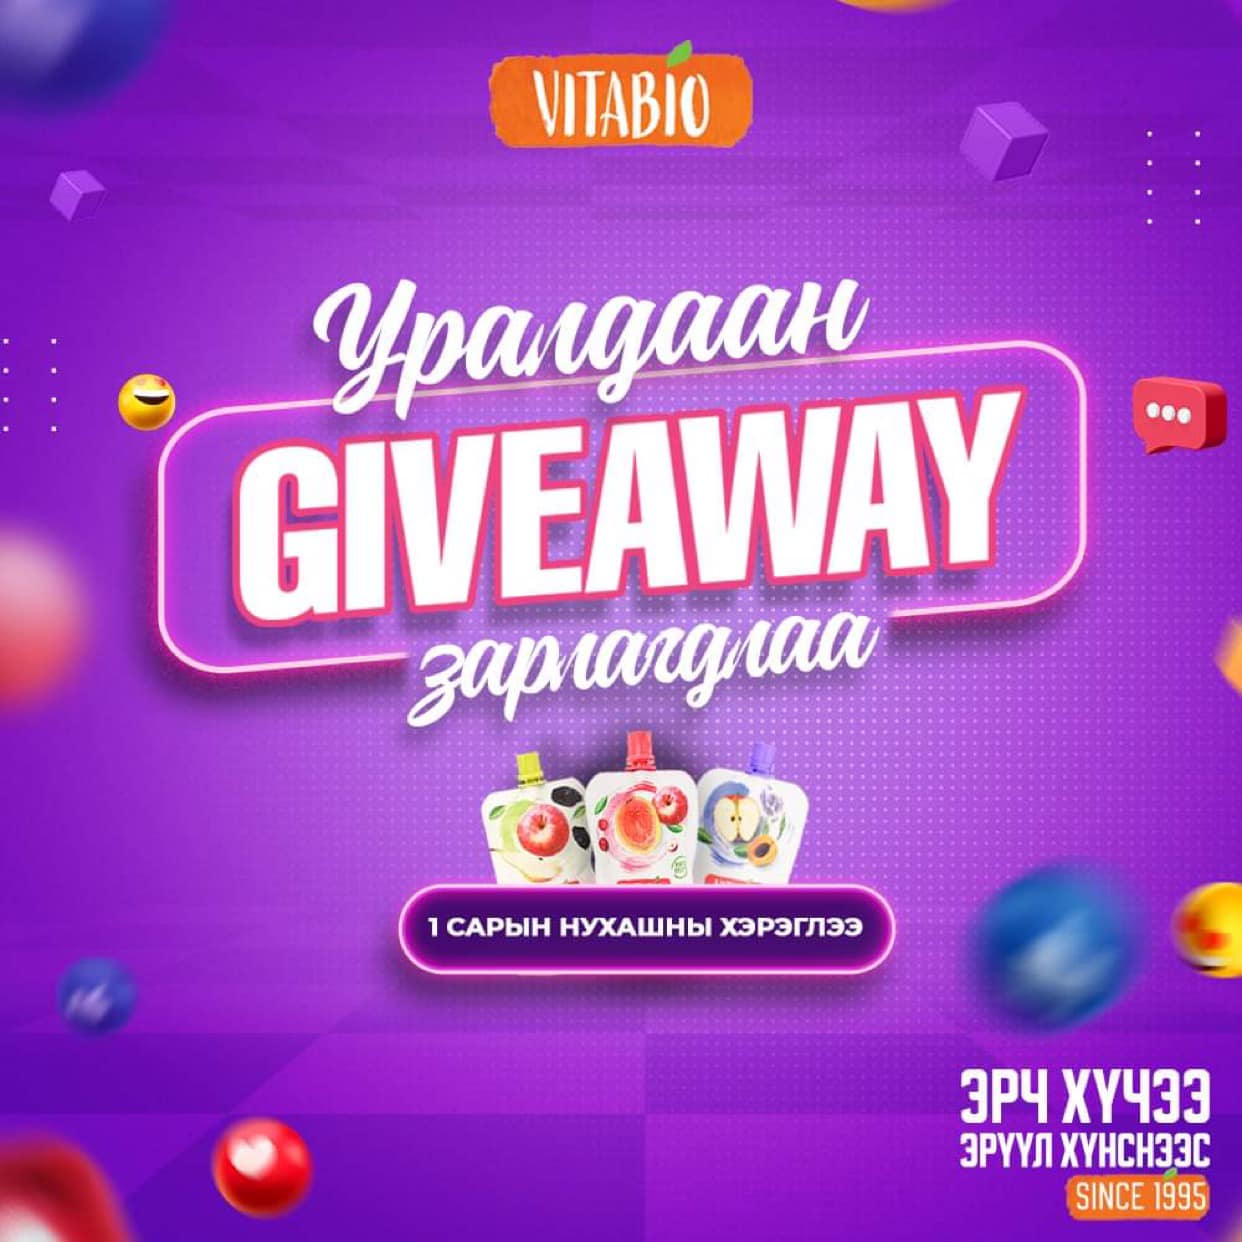 VITABIO
Уралдаан
GIVEAWAY
зарлагдлаа
1 САРЫН НУХАШНЫ ХЭРЭГЛЭЭ
ЭРЧ ХҮЧЭЭ
ЭРҮҮЛ ХҮНСНЭЭС
SINCE 1995